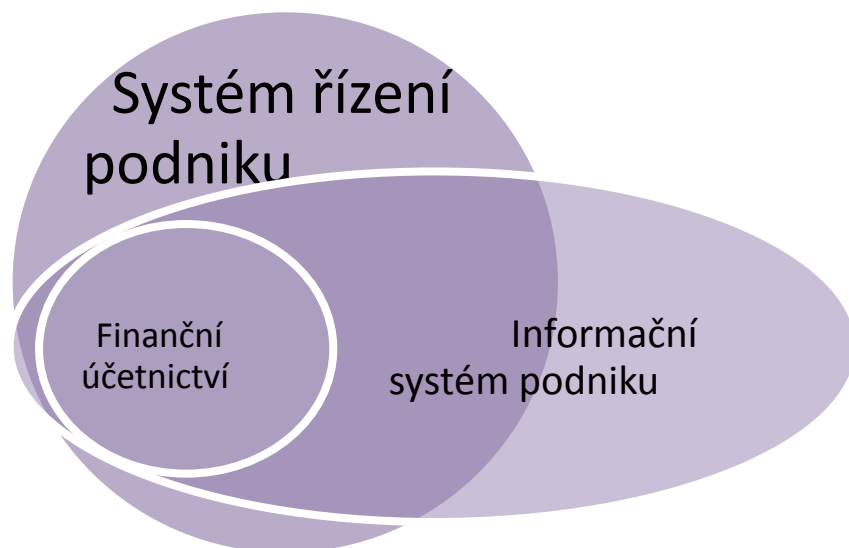 Systém řízení
podniku
Finanční
účetnictví
Informační
systém podniku